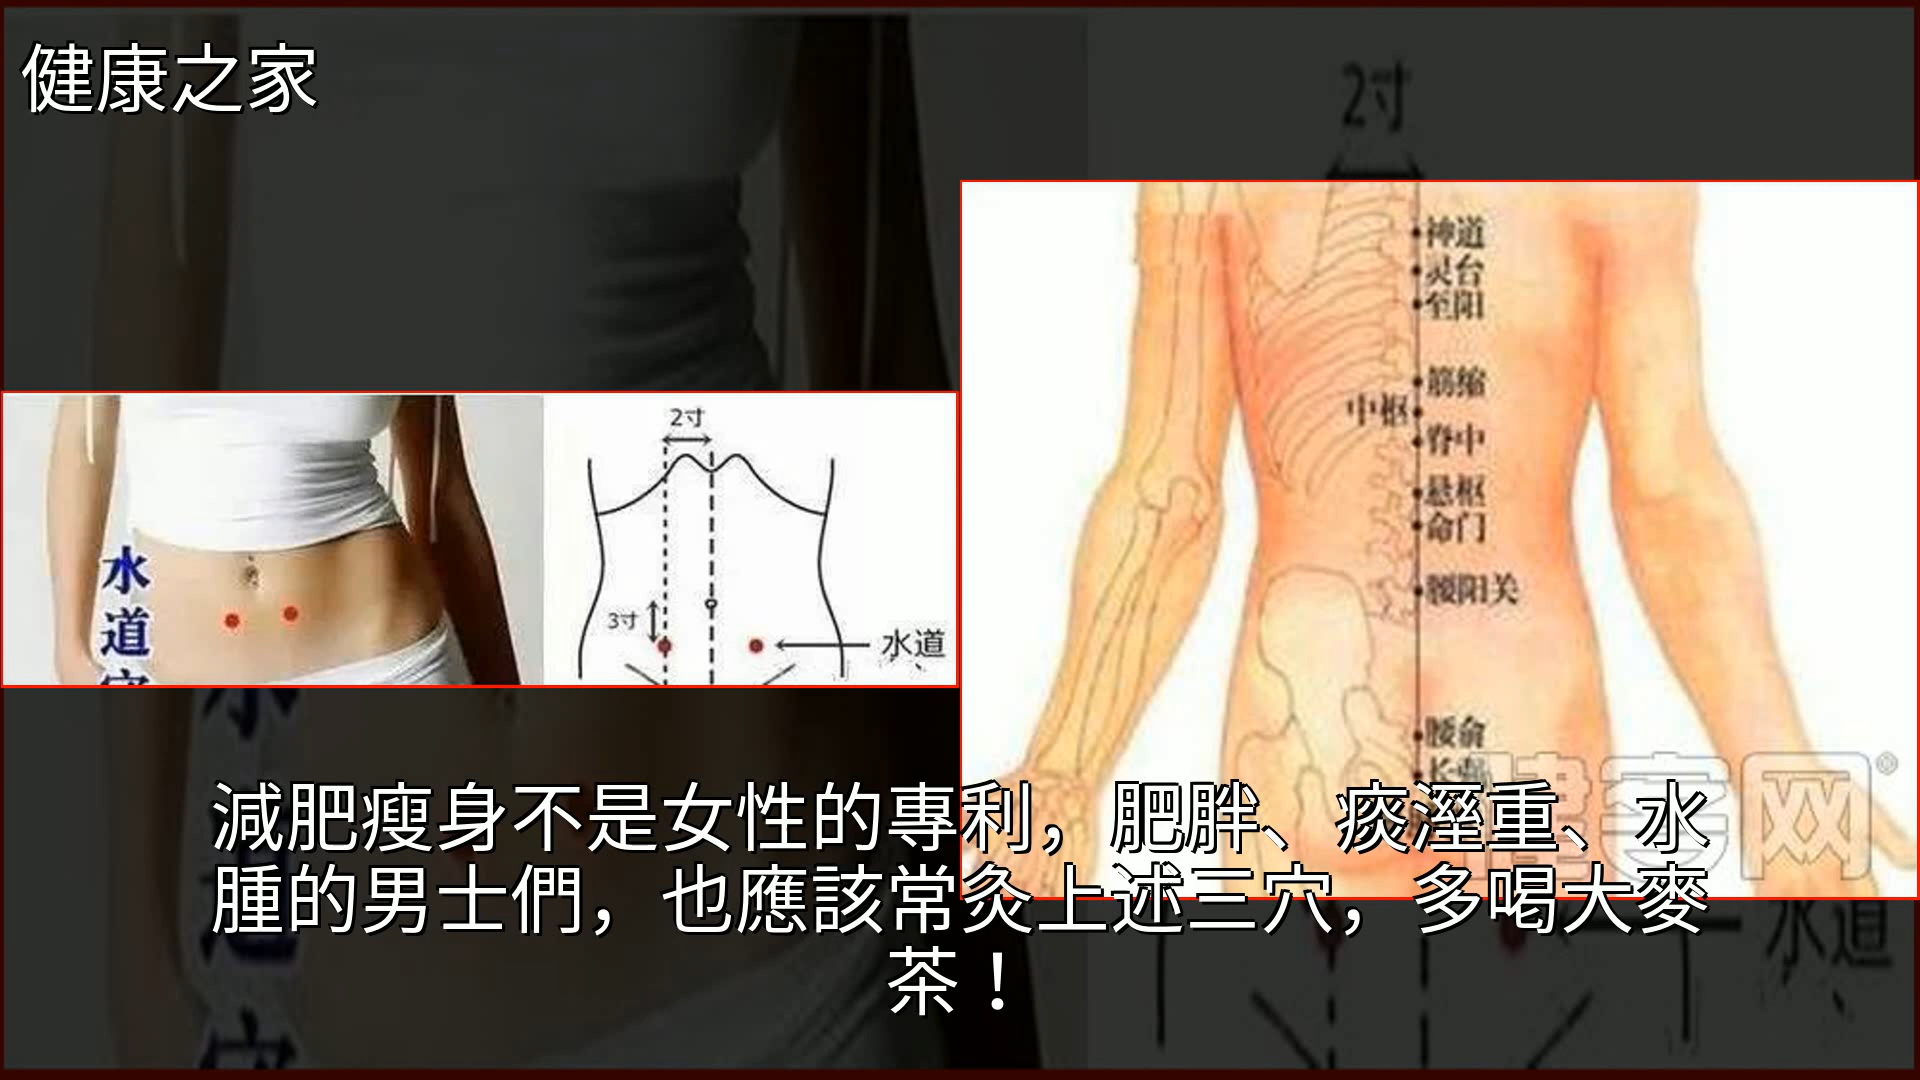 健康之家
2寸
神道
灵台
至阳
筋缩
中枢
脊中
悬枢
命门
腰阳关
腰俞
2寸
3寸
水道
水道
水道
减肥瘦身不是女性的專利，肥胖、痰溼重、水
腫的男士們，也應該常灸上述三穴，多喝大麥
茶！